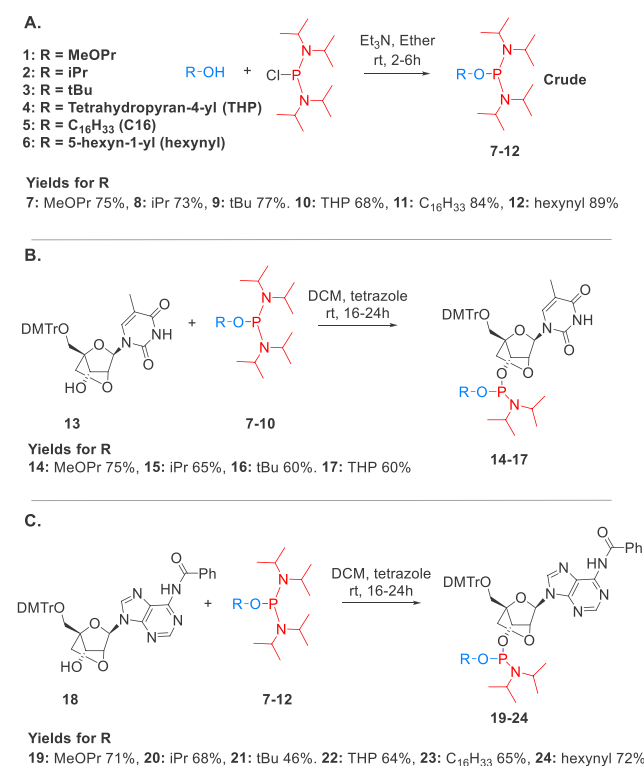 A.
1: R = MeOPr
2: R = iPr
3: R = tBu
4: R = Tetrahydropyran-4-yl (THP)
5: R = C₁₆H₃₃ (C16)
6: R = 5-hexyn-1-yl (hexynyl)
R-OH
+
Cl
P
N
N
Et₃N, Ether
rt, 2-6h
R-O
P
N
N
Crude
7-12
Yields for R
7: MeOPr 75%, 8: iPr 73%, 9: tBu 77%. 10: THP 68%, 11: C₁₆H₃₃ 84%, 12: hexynyl 89%
B.
DMTrO
O
N
NH
O
O
O
HO
13
+
R-O-P
N
N
7-10
DCM, tetrazole
rt, 16-24h
DMTrO
O
N
NH
O
O
O
O
R-O-P
N
14-17
Yields for R
14: MeOPr 75%, 15: iPr 65%, 16: tBu 60%. 17: THP 60%
C.
DMTrO
O
N
N
N
N
NH
O
Ph
O
HO
18
+
R-O-P
N
N
7-12
DCM, tetrazole
rt, 16-24h
DMTrO
O
N
N
N
N
HN
O
Ph
O
O
R-O-P
N
19-24
Yields for R
19: MeOPr 71%, 20: iPr 68%, 21: tBu 46%. 22: THP 64%, 23: C₁₆H₃₃ 65%, 24: hexynyl 72%